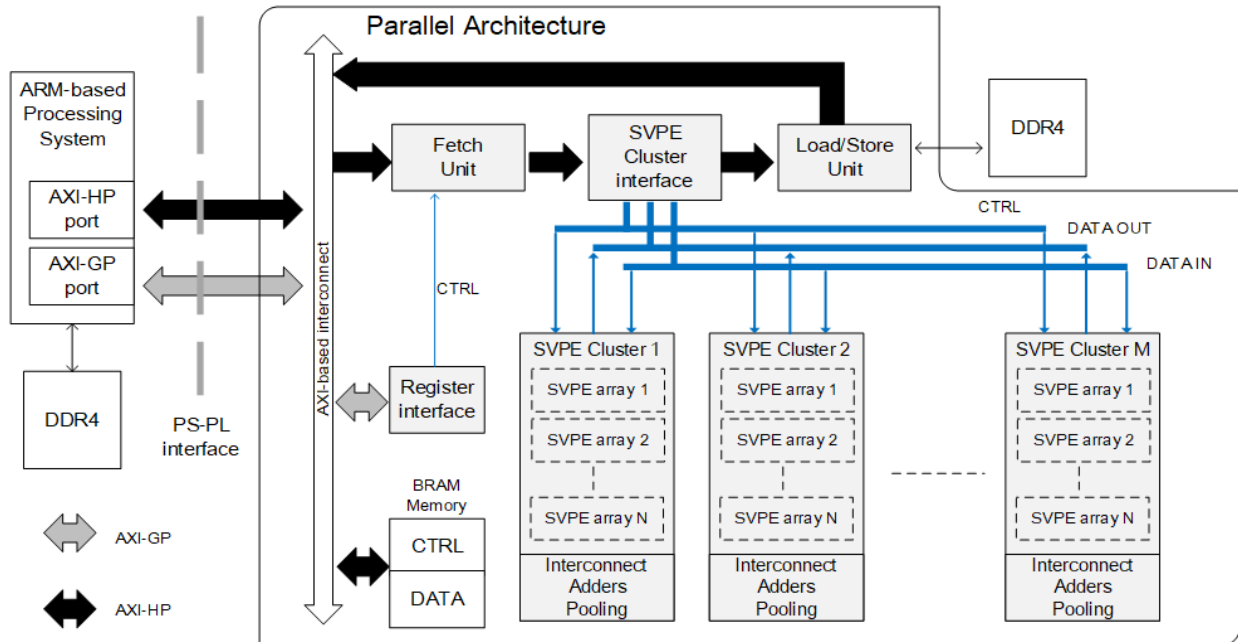 Parallel Architecture
ARM-based
Processing
System
AXI-HP
port
AXI-GP
port
DDR4
PS-PL
interface
AXI-GP
AXI-HP
AXI-based interconnect
Fetch
Unit
SVPE
Cluster
interface
Load/Store
Unit
DDR4
CTRL
DATA OUT
DATA IN
CTRL
Register
interface
BRAM
Memory
CTRL
DATA
SVPE Cluster 1
SVPE array 1
SVPE array 2
SVPE array N
Interconnect
Adders
Pooling
SVPE Cluster 2
SVPE array 1
SVPE array 2
SVPE array N
Interconnect
Adders
Pooling
SVPE Cluster M
SVPE array 1
SVPE array 2
SVPE array N
Interconnect
Adders
Pooling